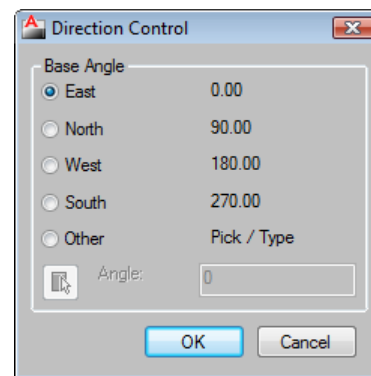 Direction Control
Base Angle
East 0.00
North 90.00
West 180.00
South 270.00
Other Pick / Type
Angle: 0
OK Cancel